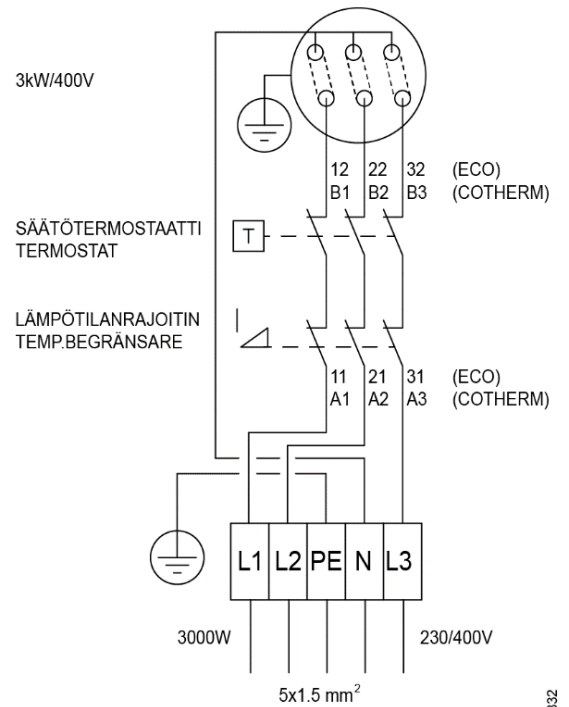 3kW/400V
12 22 32 (ECO)
B1 B2 B3 (COTHERM)
SÄÄTÖTERMOSTAATTI
TERMOSTAT
T
LÄMPÖTILANRAJOITIN
TEMP.BEGRÄNSARE
11 21 31 (ECO)
A1 A2 A3 (COTHERM)
L1 L2 PE N L3
3000W 230/400V
5x1.5 mm²